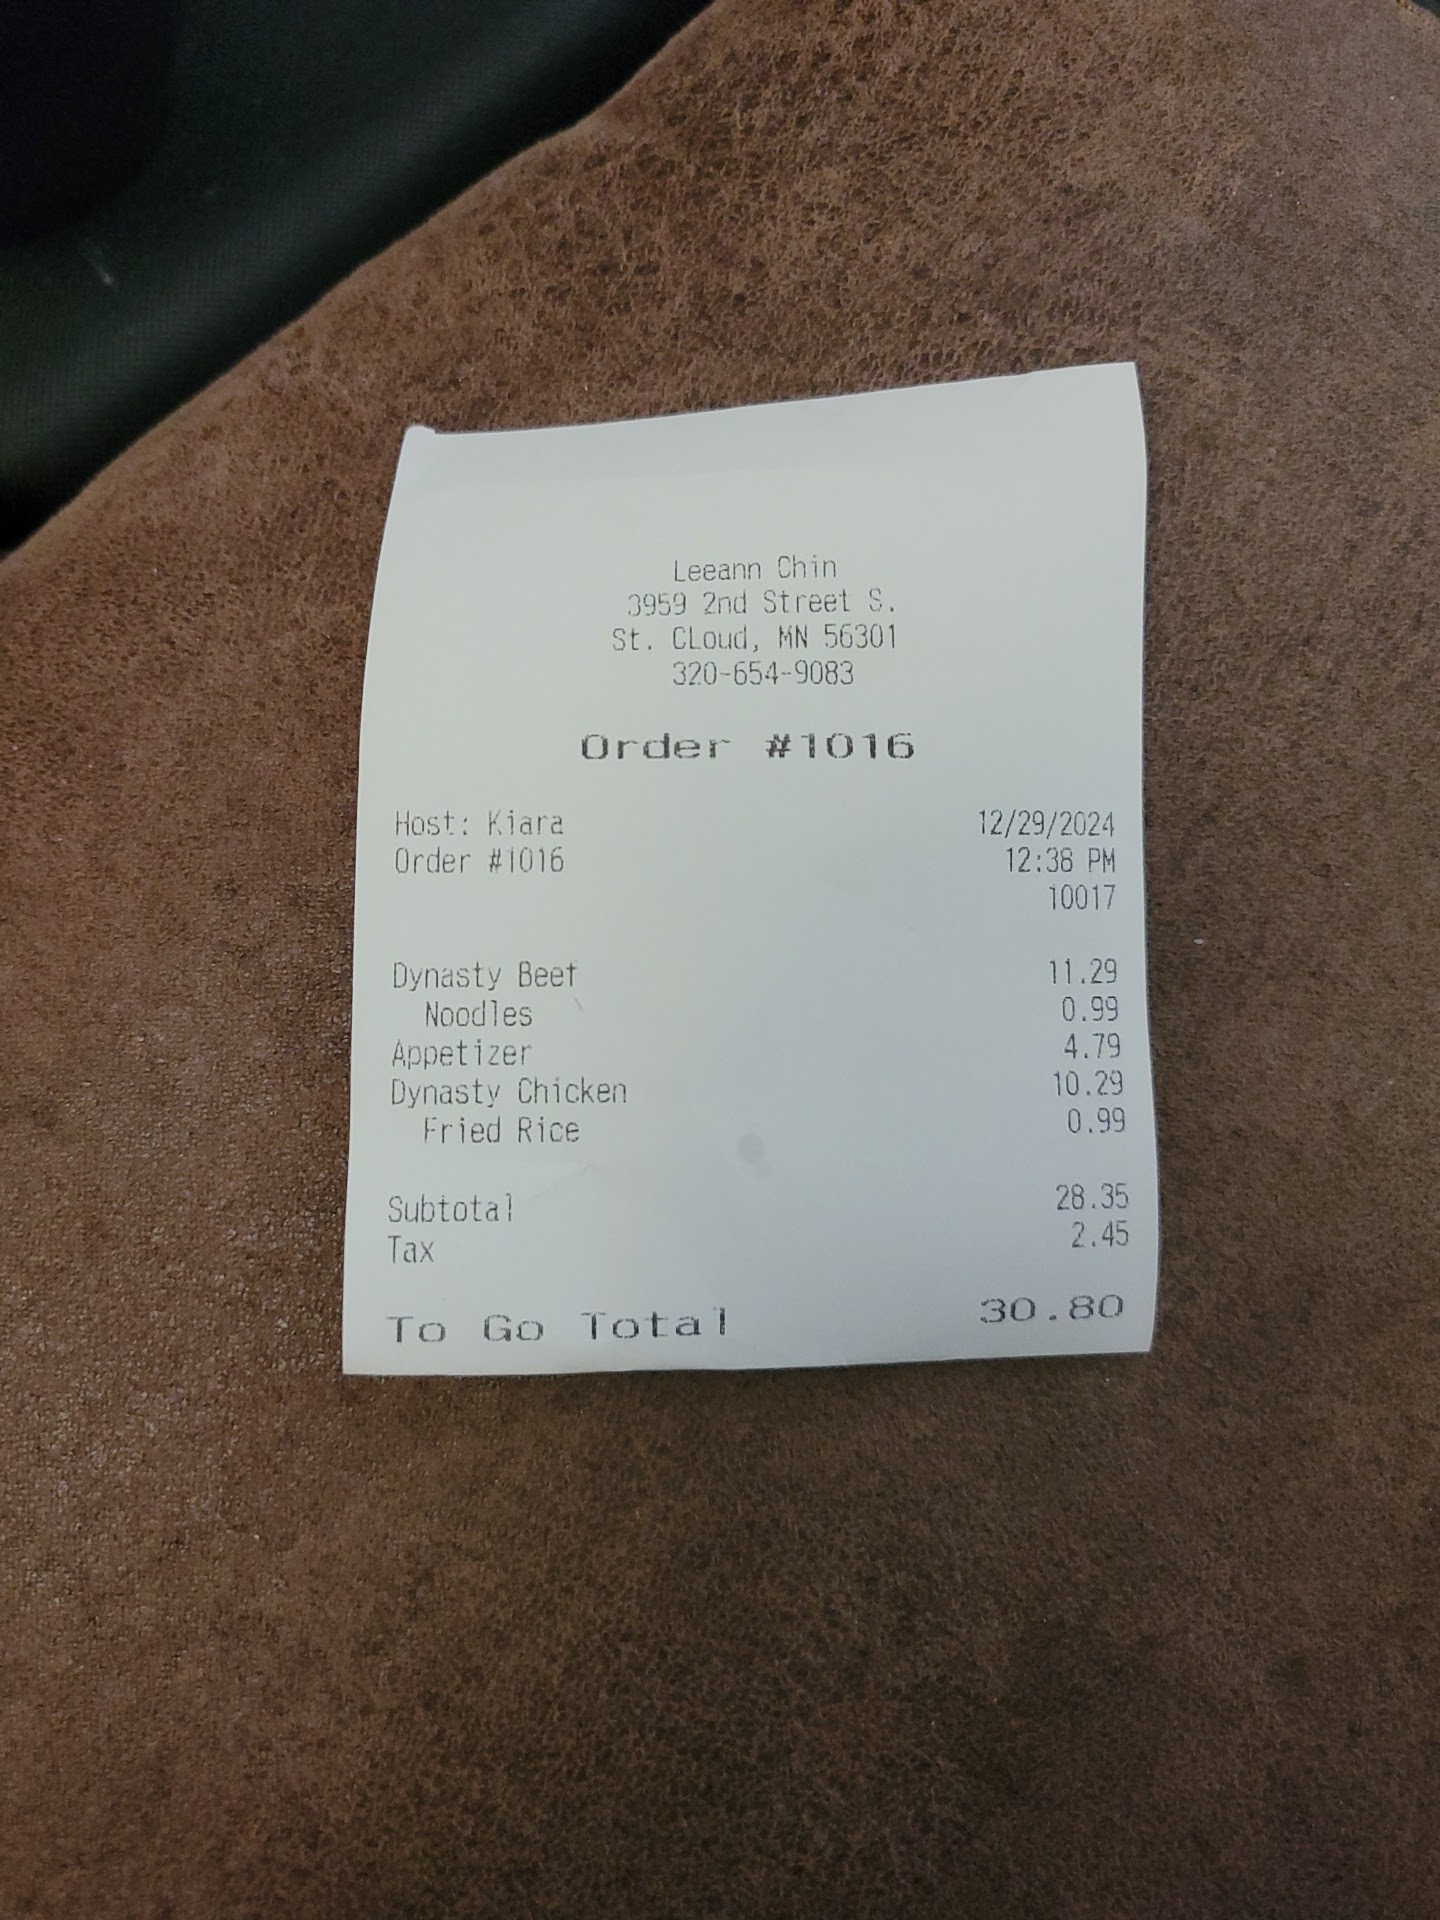 Leeann Chin
3959 2nd Street S.
St. CLoud, MN 56301
320-654-9083
Order #1016
Host: Kiara 12/29/2024
Order #1016 12:38 PM
10017
Dynasty Beef 11.29
Noodles 0.99
Appetizer 4.79
Dynasty Chicken 10.29
Fried Rice 0.99
Subtotal 28.35
Tax 2.45
To Go Total 30.80